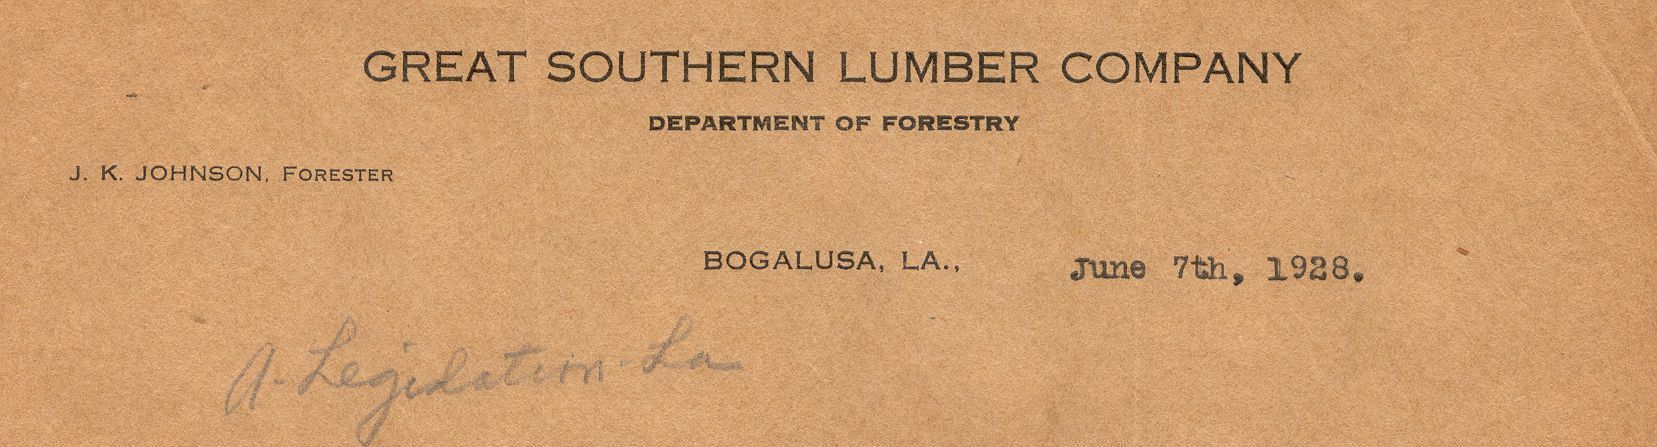 GREAT SOUTHERN LUMBER COMPANY
DEPARTMENT OF FORESTRY
J. K. JOHNSON, FORESTER
BOGALUSA, LA., June 7th, 1928.
A-Legislation-La